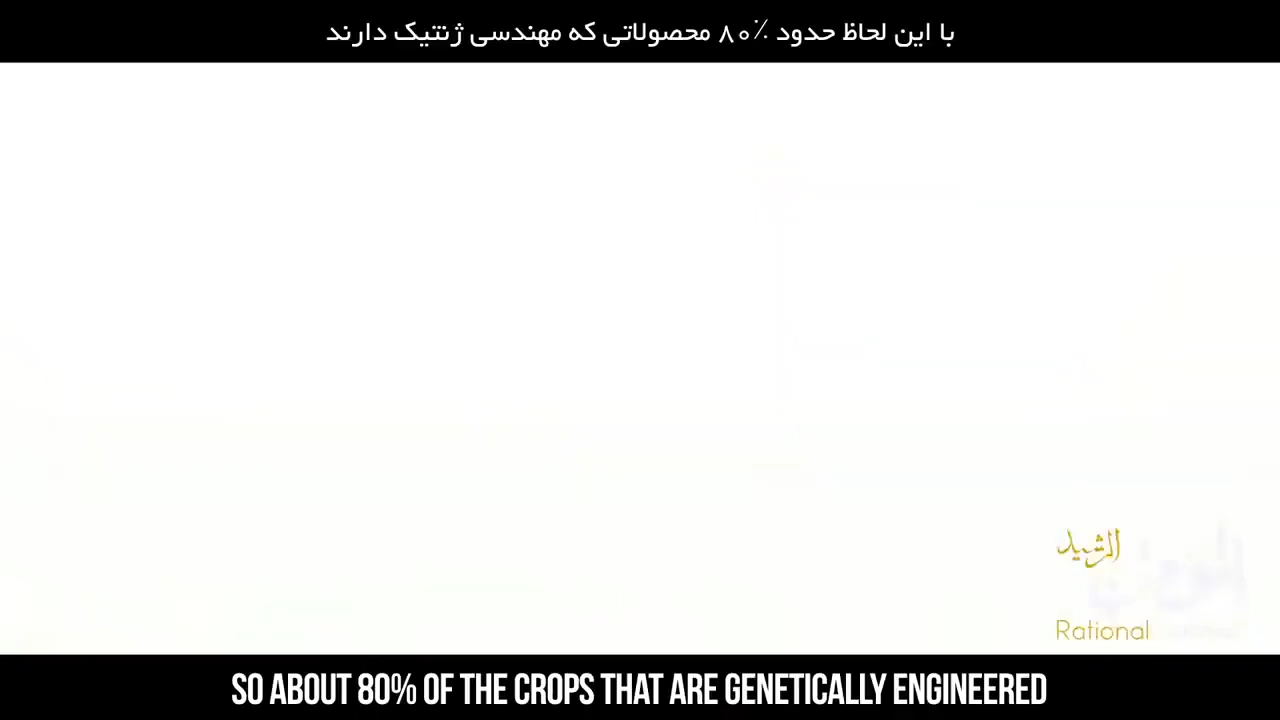 با این لحاظ حدود ۸۰٪ محصولاتی که مهندسی ژنتیک دارند
الرشید
Rational
SO ABOUT 80% OF THE CROPS THAT ARE GENETICALLY ENGINEERED